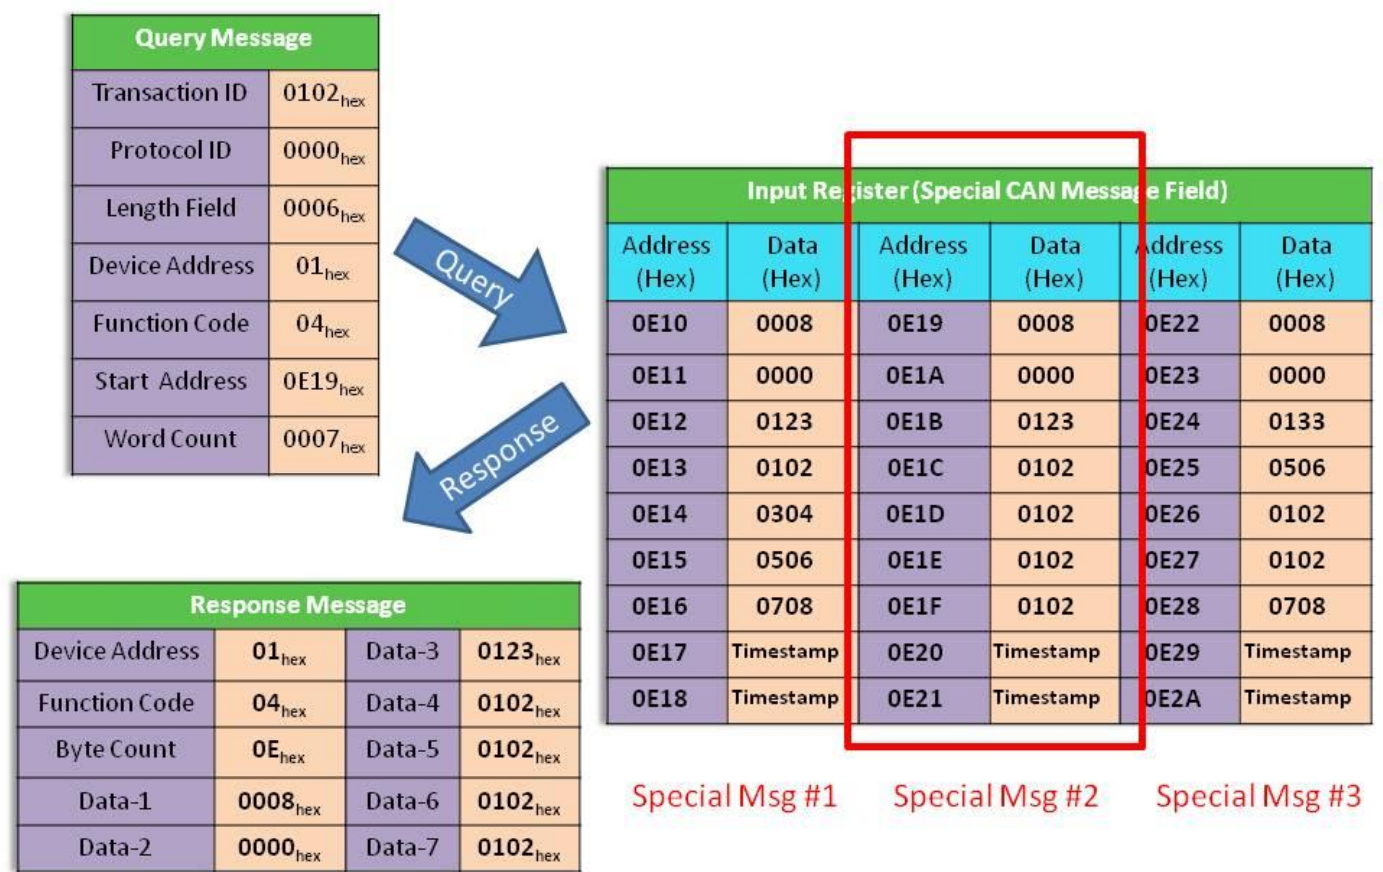 Query Message
Transaction ID 0102hex
Protocol ID 0000hex
Length Field 0006hex
Device Address 01hex
Function Code 04hex
Start Address 0E19hex
Word Count 0007hex
Query
Response
Input Register (Special CAN Message Field)
Address (Hex) Data (Hex) Address (Hex) Data (Hex) Address (Hex) Data (Hex)
0E10 0008 0E19 0008 0E22 0008
0E11 0000 0E1A 0000 0E23 0000
0E12 0123 0E1B 0123 0E24 0133
0E13 0102 0E1C 0102 0E25 0506
0E14 0304 0E1D 0102 0E26 0102
0E15 0506 0E1E 0102 0E27 0102
0E16 0708 0E1F 0102 0E28 0708
0E17 Timestamp 0E20 Timestamp 0E29 Timestamp
0E18 Timestamp 0E21 Timestamp 0E2A Timestamp
Special Msg #1 Special Msg #2 Special Msg #3
Response Message
Device Address 01hex Data-3 0123hex
Function Code 04hex Data-4 0102hex
Byte Count 0Ehex Data-5 0102hex
Data-1 0008hex Data-6 0102hex
Data-2 0000hex Data-7 0102hex